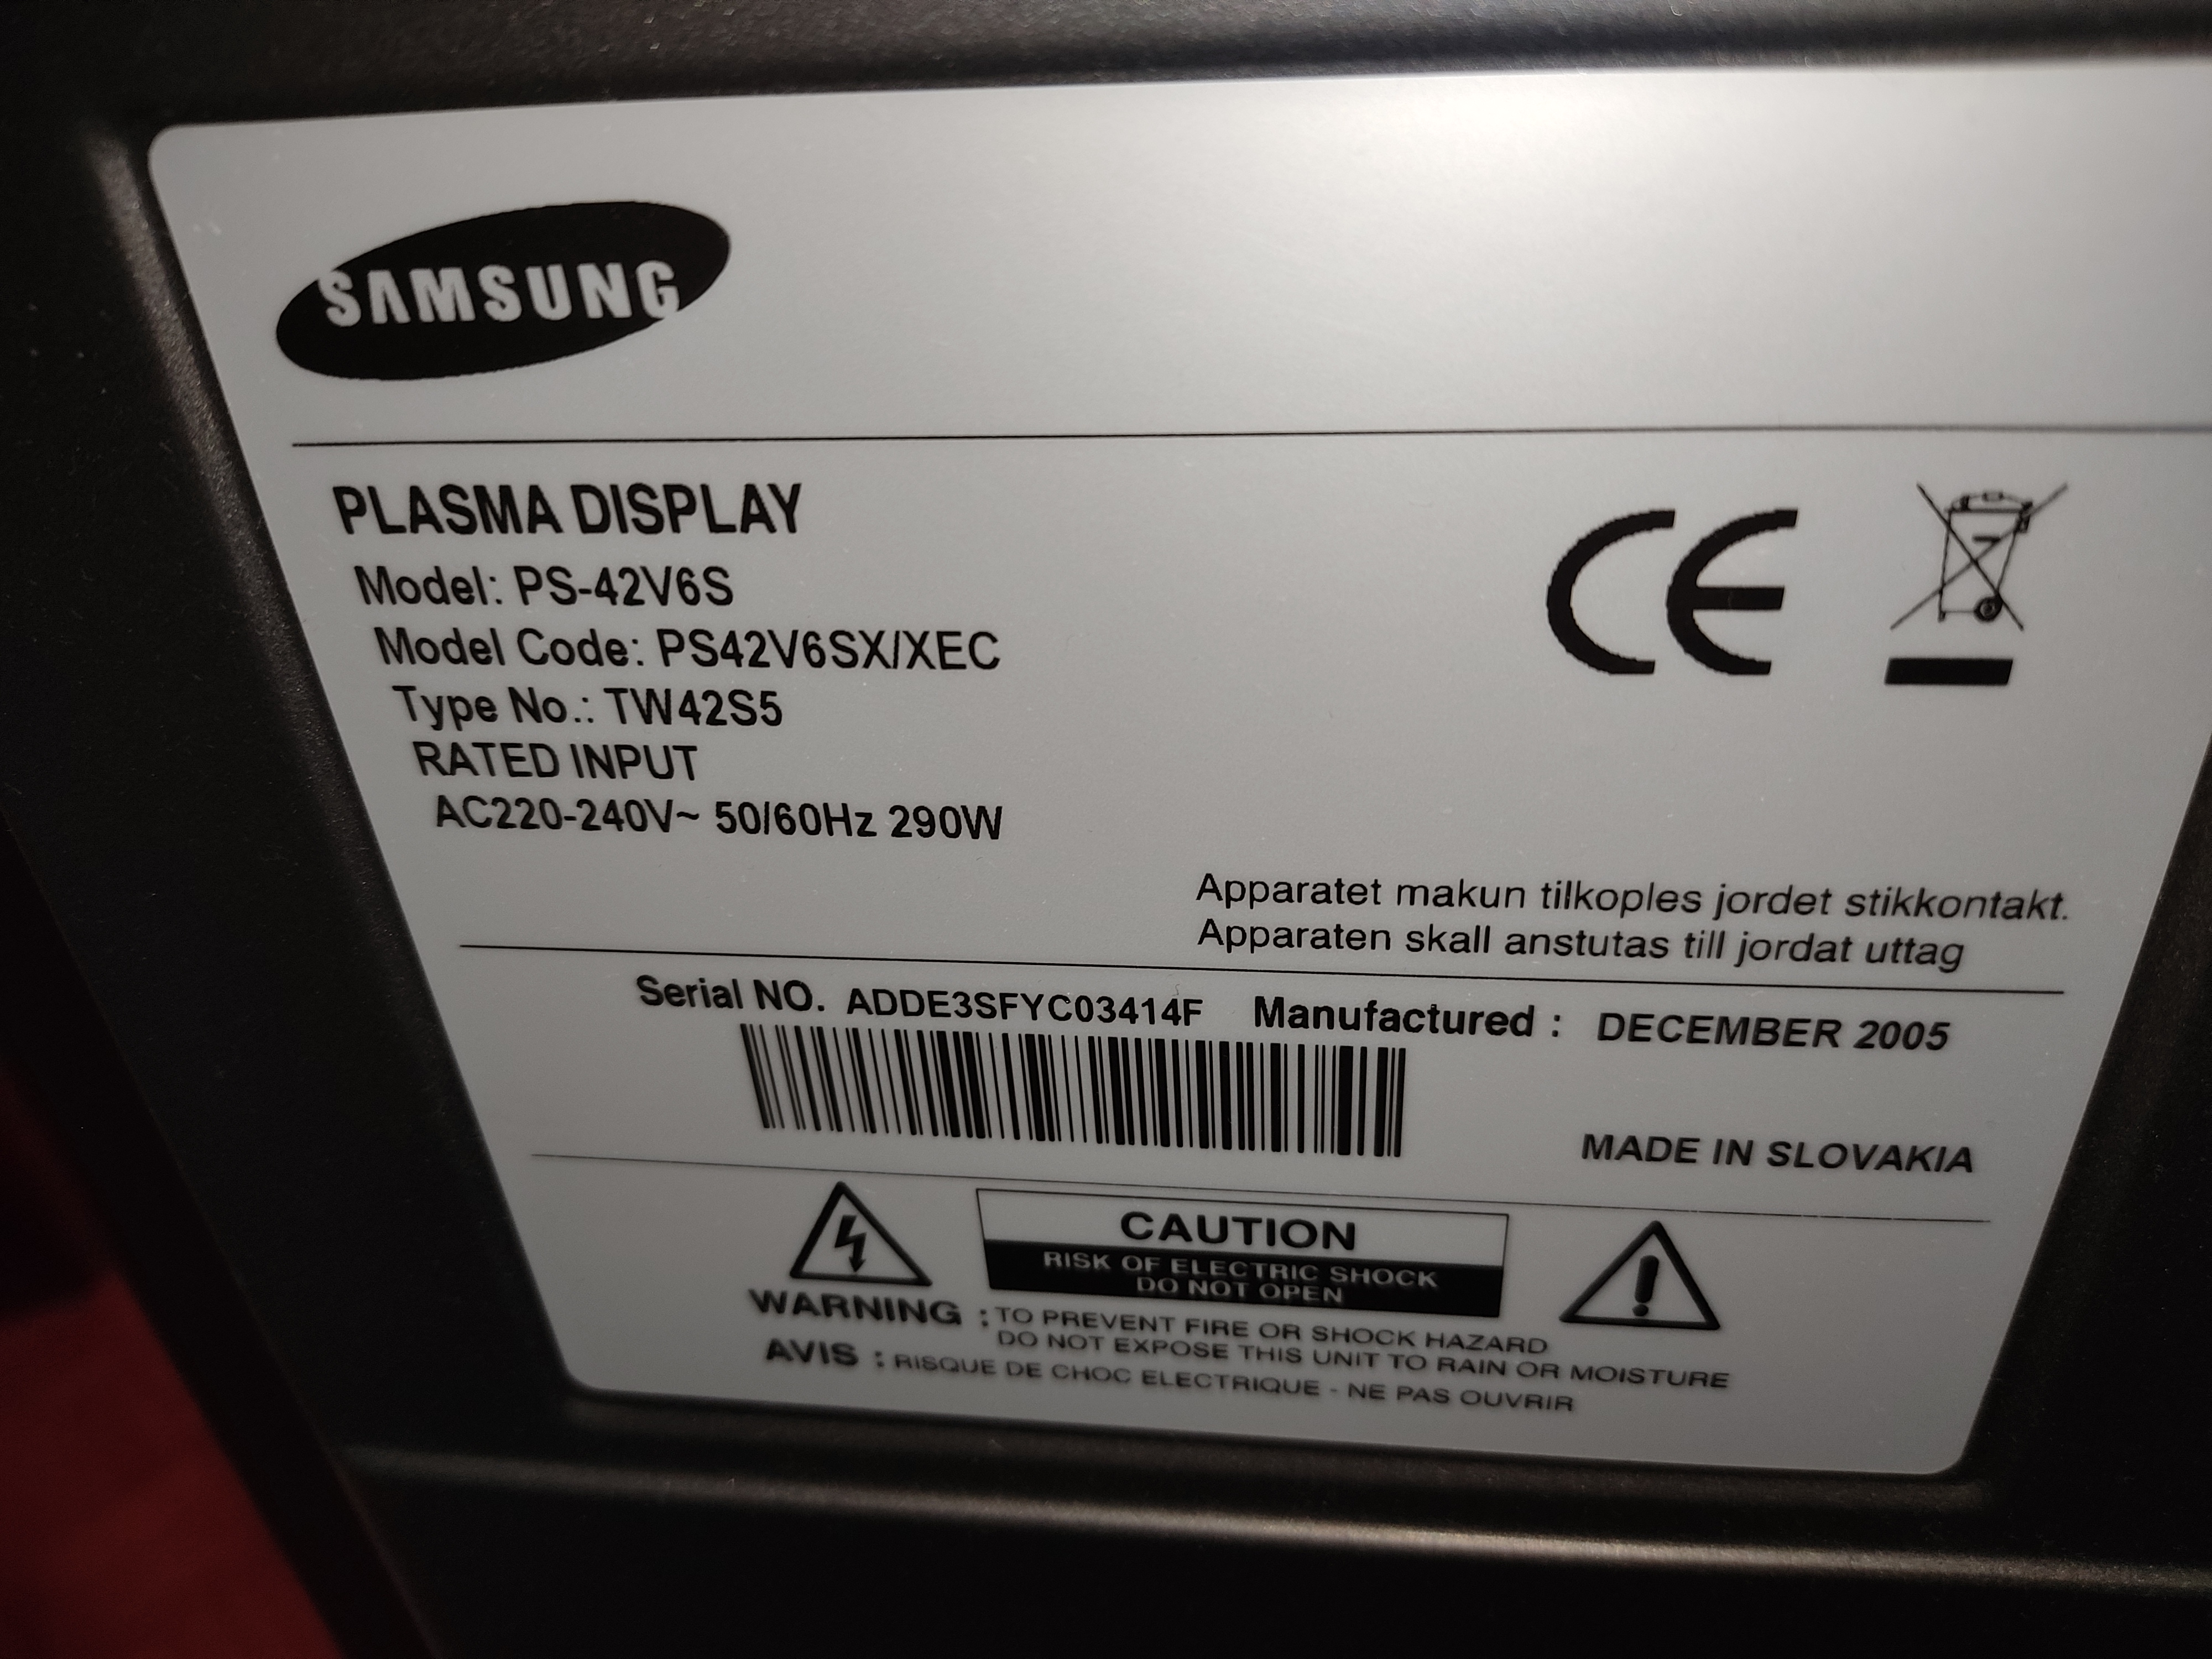 SAMSUNG
PLASMA DISPLAY
Model: PS-42V6S
Model Code: PS42V6SX/XEC
Type No.: TW42S5
RATED INPUT
AC220-240V~ 50/60Hz 290W
CE
Apparatet makun tilkoples jordet stikkontakt.
Apparaten skall anstutas till jordat uttag
Serial NO. ADDE3SFYC03414F Manufactured : DECEMBER 2005
MADE IN SLOVAKIA
CAUTION
RISK OF ELECTRIC SHOCK
DO NOT OPEN
WARNING : TO PREVENT FIRE OR SHOCK HAZARD
DO NOT EXPOSE THIS UNIT TO RAIN OR MOISTURE
AVIS : RISQUE DE CHOC ELECTRIQUE - NE PAS OUVRIR